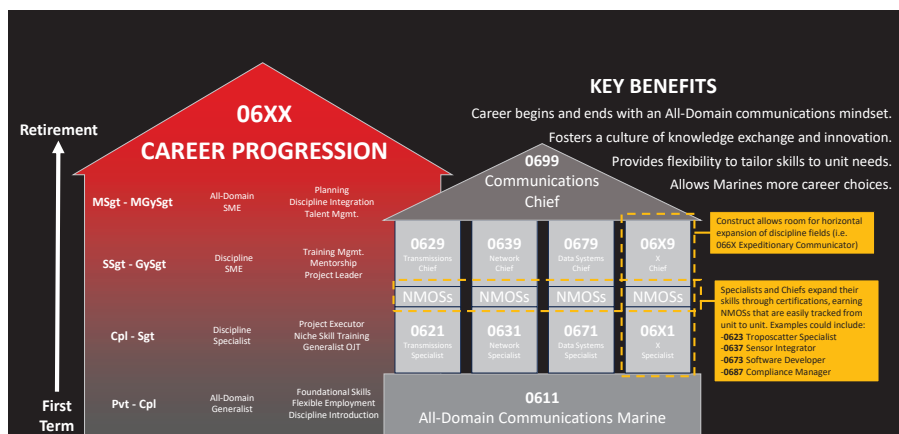 KEY BENEFITS
Career begins and ends with an All-Domain communications mindset.
Fosters a culture of knowledge exchange and innovation.
Provides flexibility to tailor skills to unit needs.
Allows Marines more career choices.
06XX
CAREER PROGRESSION
Retirement
First
Term
MSgt - MGySgt
All-Domain
SME
Planning
Discipline Integration
Talent Mgmt.
SSgt - GySgt
Discipline
SME
Training Mgmt.
Mentorship
Project Leader
Cpl - Sgt
Discipline
Specialist
Project Executor
Niche Skill Training
Generalist OJT
Pvt - Cpl
All-Domain
Generalist
Foundational Skills
Flexible Employment
Discipline Introduction
0699
Communications
Chief
0629
Transmissions
Chief
0639
Network
Chief
0679
Data Systems
Chief
06X9
X
Chief
NMOSs
NMOSs
NMOSs
NMOSs
0621
Transmissions
Specialist
0631
Network
Specialist
0671
Data Systems
Specialist
06X1
X
Specialist
0611
All-Domain Communications Marine
Construct allows room for horizontal
expansion of discipline fields (i.e.
066X Expeditionary Communicator)
Specialists and Chiefs expand their
skills through certifications, earning
NMOSs that are easily tracked from
unit to unit. Examples could include:
-0623 Troposcatter Specialist
-0637 Sensor Integrator
-0673 Software Developer
-0687 Compliance Manager